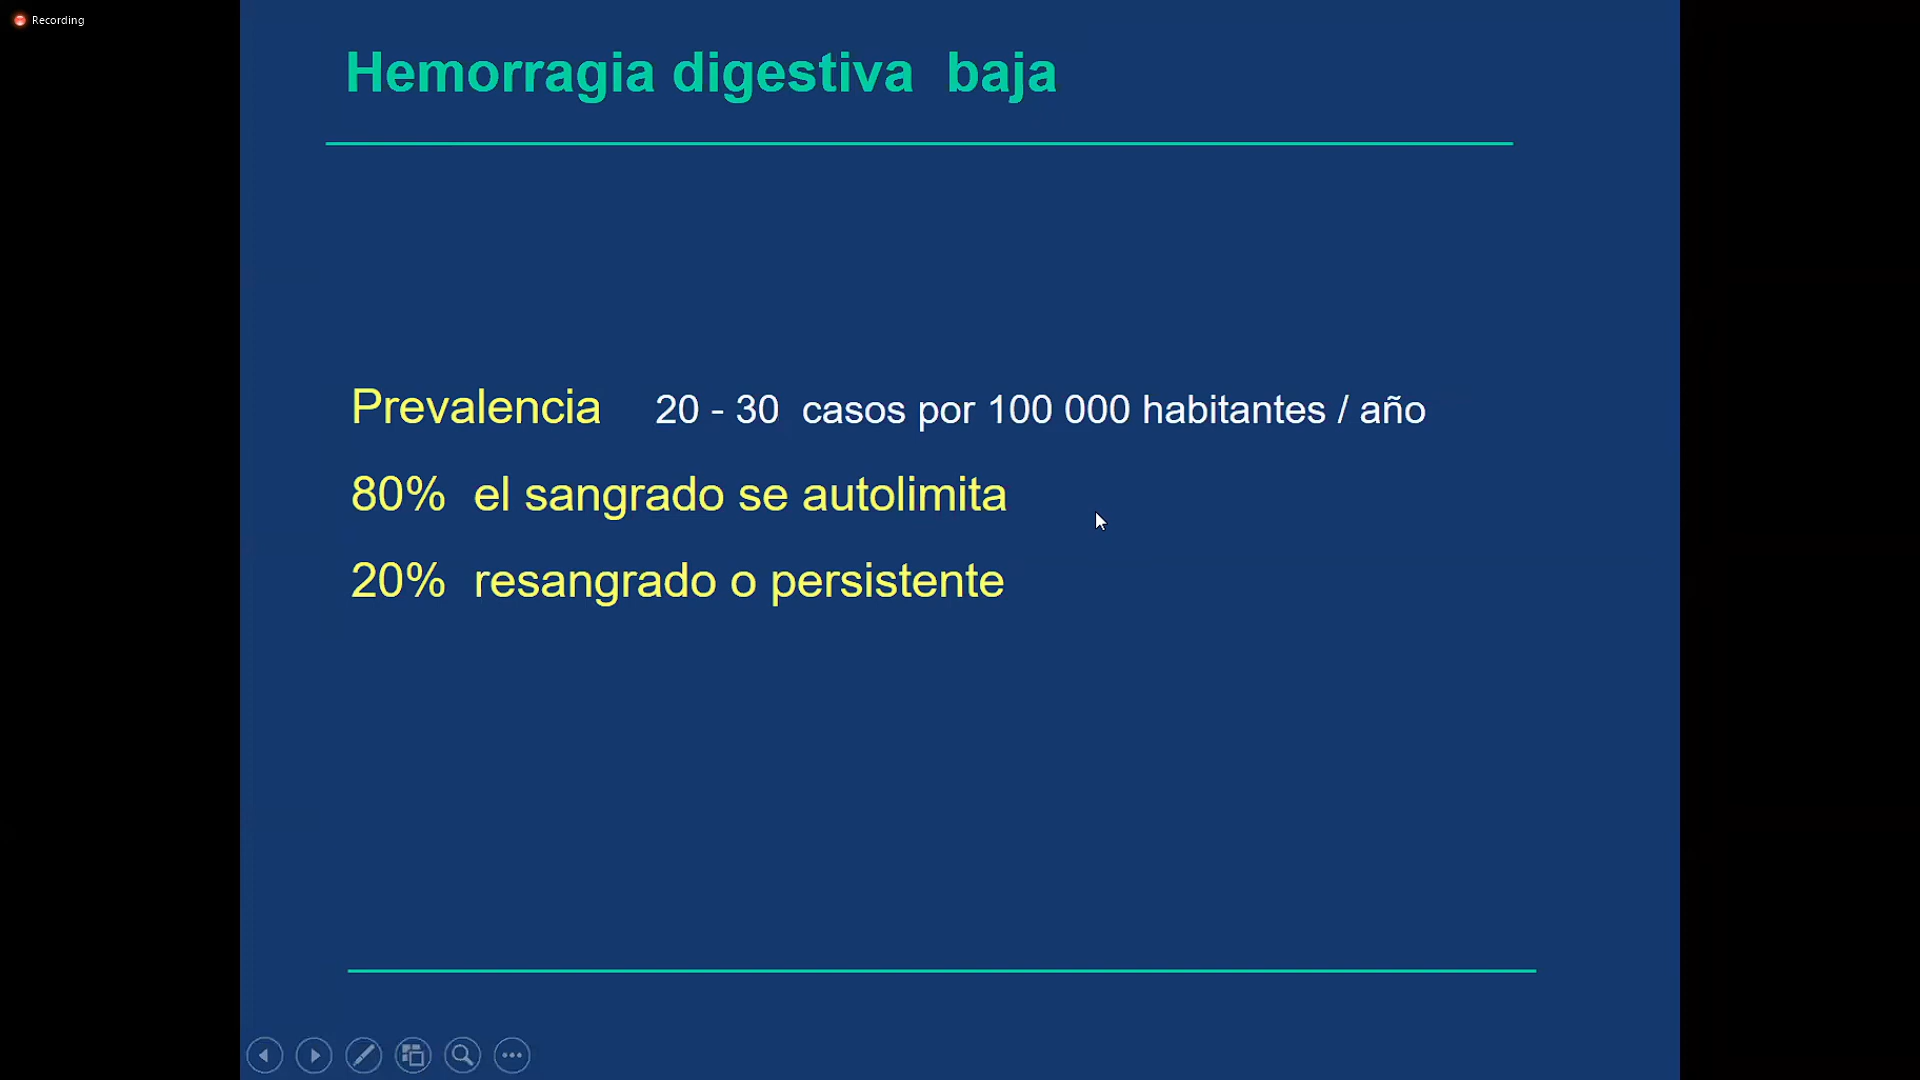 Recording
Hemorragia digestiva baja
Prevalencia 20 - 30 casos por 100 000 habitantes / año
80% el sangrado se autolimita
20% resangrado o persistente